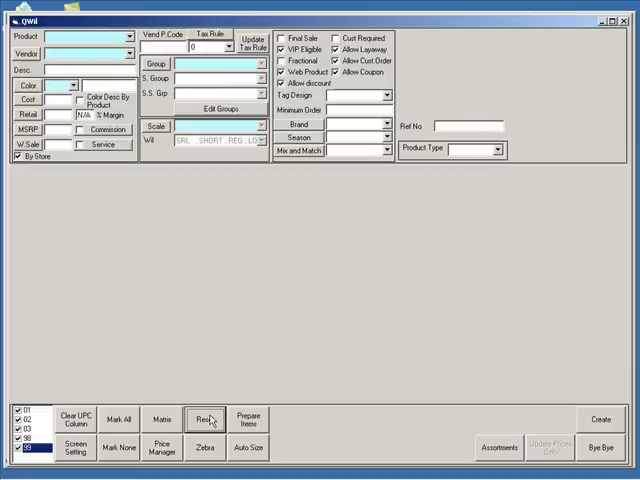 QWil
Product
Vendor
Desc.
Color
Cost
Color Desc By Product
Retail
N/A % Margin
MSRP
Commission
W.Sale
Service
By Store
Vend P.Code
Tax Rule
0
Update Tax Rule
Group
S. Group
S.S. Grp
Edit Groups
Scale
Wil
SRL ..SHORT ..REG ..LO
Final Sale
Cust Required
VIP Eligible
Allow Layaway
Fractional
Allow Cust.Order
Web Product
Allow Coupon
Allow discount
Tag Design
Minimum Order
Brand
Season
Mix and Match
Ref No
Product Type
01
02
03
98
99
Clear UPC Column
Mark All
Matrix
Prepare Items
Create
Screen Setting
Mark None
Price Manager
Zebra
Auto Size
Assortments
Update Prices Only
Bye Bye